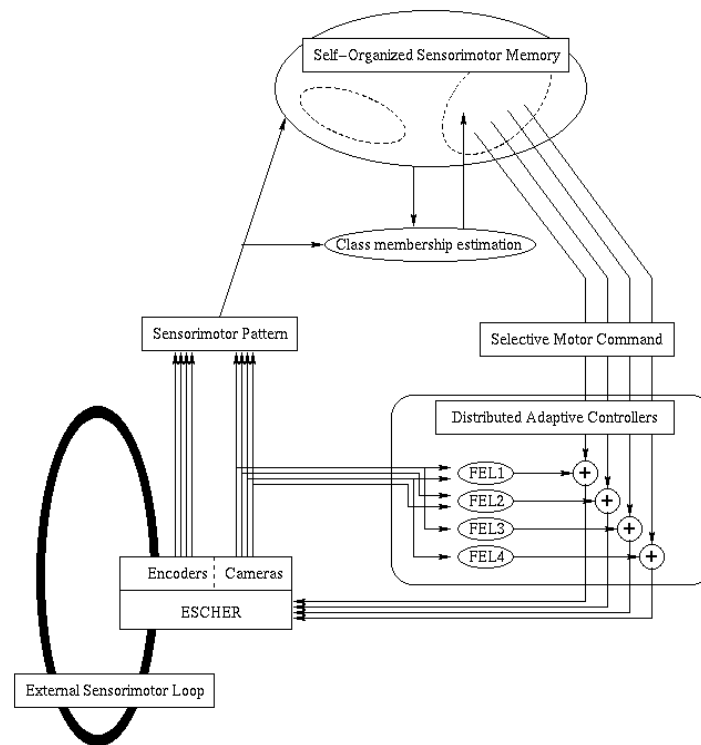 Self-Organized Sensorimotor Memory
Class membership estimation
Sensorimotor Pattern
Selective Motor Command
Distributed Adaptive Controllers
FEL1
+
FEL2
+
FEL3
+
FEL4
+
Encoders
Cameras
ESCHER
External Sensorimotor Loop